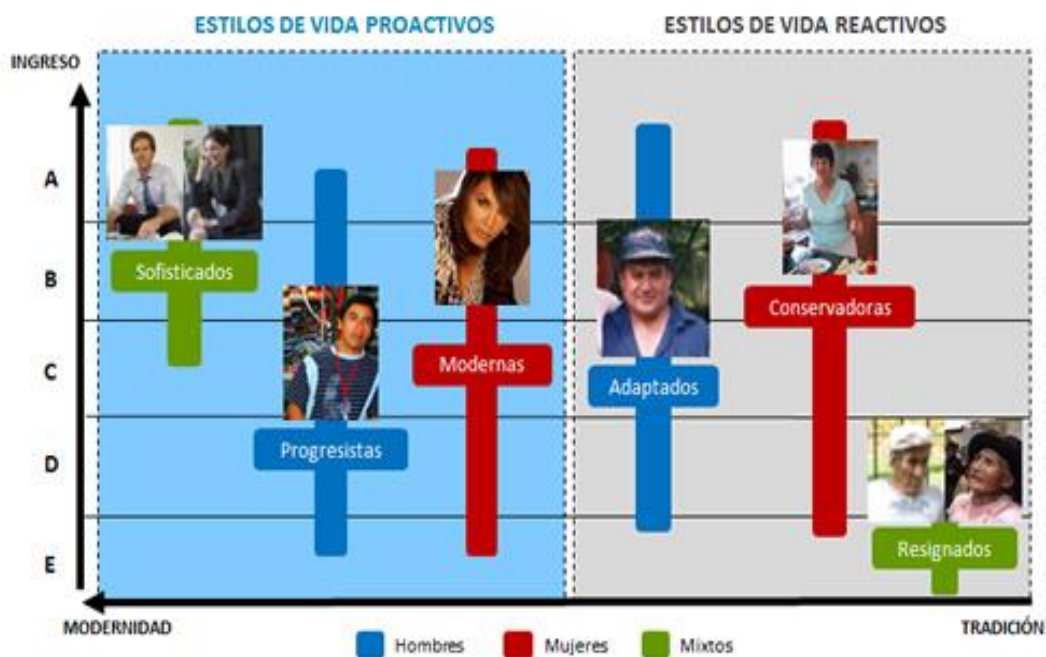 ESTILOS DE VIDA PROACTIVOS
ESTILOS DE VIDA REACTIVOS
INGRESO
A
B
C
D
E
Sofisticados
Progresistas
Modernas
Adaptados
Conservadoras
Resignados
MODERNIDAD
TRADICIÓN
Hombres
Mujeres
Mixtos